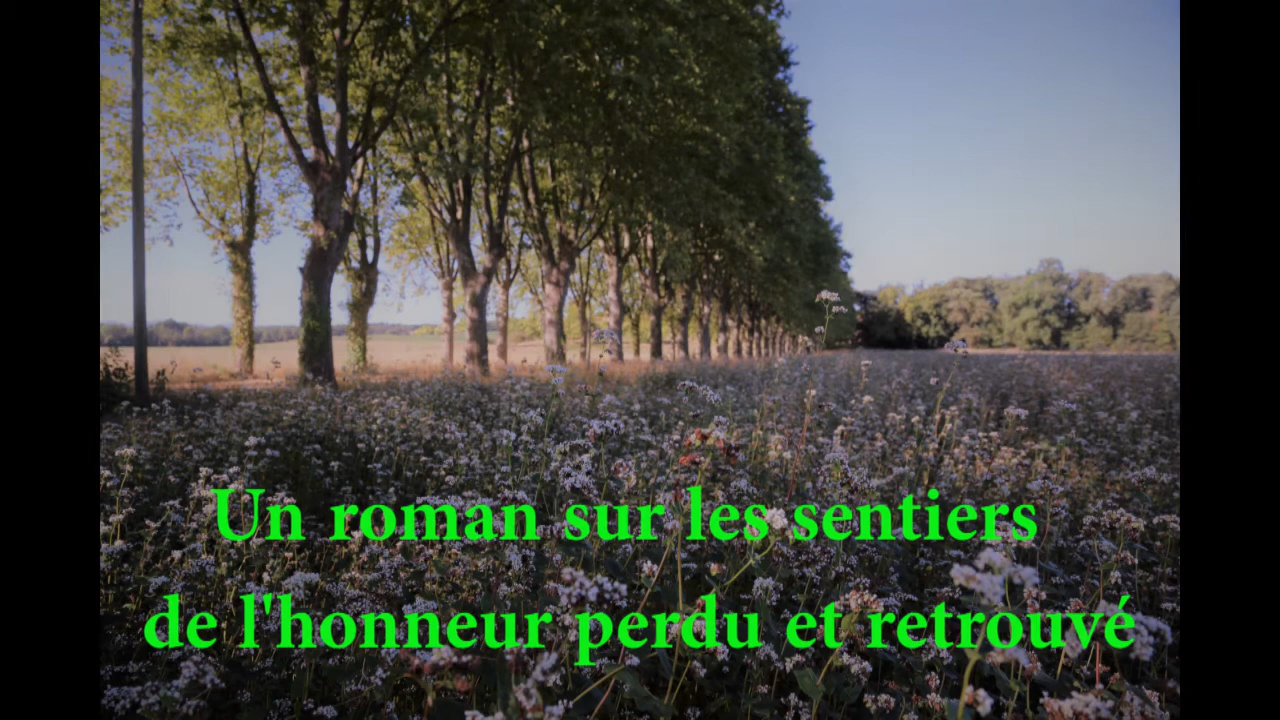 Un roman sur les sentiers
de l'honneur perdu et retrouvé